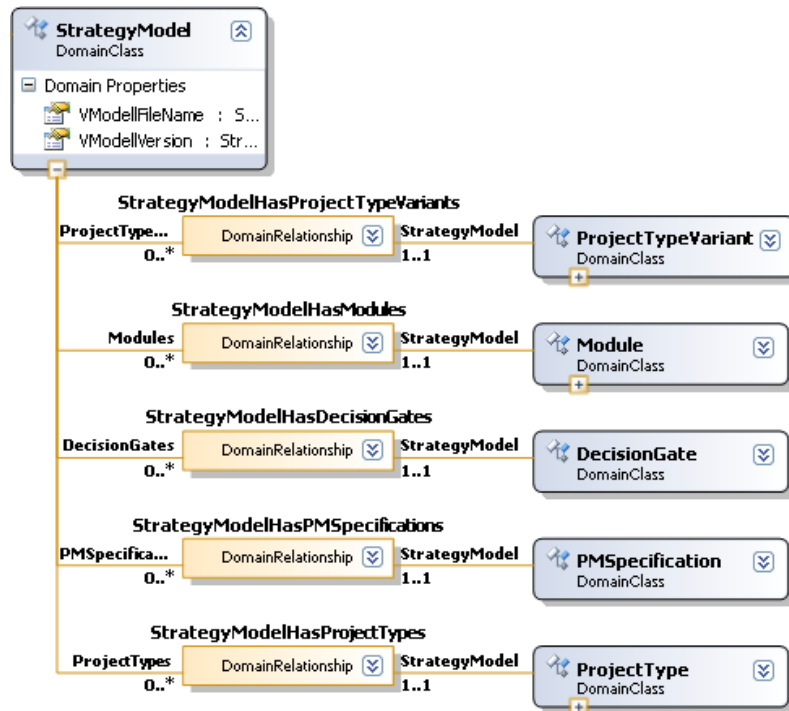 StrategyModel
DomainClass
Domain Properties
VModellFileName : S...
VModellVersion : Str...
StrategyModelHasProjectTypeVariants
ProjectType... DomainRelationship StrategyModel ProjectTypeVariant
0..* 1..1 DomainClass
StrategyModelHasModules
Modules DomainRelationship StrategyModel Module
0..* 1..1 DomainClass
StrategyModelHasDecisionGates
DecisionGates DomainRelationship StrategyModel DecisionGate
0..* 1..1 DomainClass
StrategyModelHasPMSpecifications
PMSpecifica... DomainRelationship StrategyModel PMSpecification
0..* 1..1 DomainClass
StrategyModelHasProjectTypes
ProjectTypes DomainRelationship StrategyModel ProjectType
0..* 1..1 DomainClass